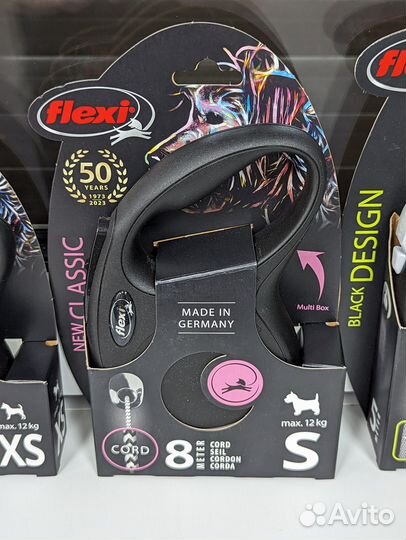 flexi
50
YEARS
1973
2023
NEW CLASSIC
flexi
MADE IN
GERMANY
Multi Box
BLACK DESIGN
max. 12 kg
XS
CORD
8
METER
CORD
SEIL
CORDON
CORDA
max. 12 kg
S
Avito